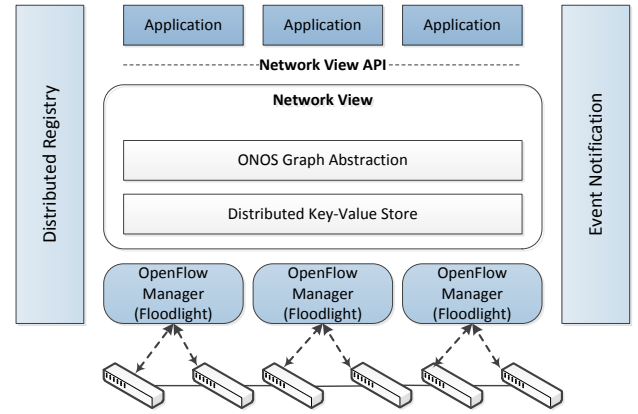 Application
Application
Application
Network View API
Network View
ONOS Graph Abstraction
Distributed Key-Value Store
OpenFlow
Manager
(Floodlight)
OpenFlow
Manager
(Floodlight)
OpenFlow
Manager
(Floodlight)
Distributed Registry
Event Notification